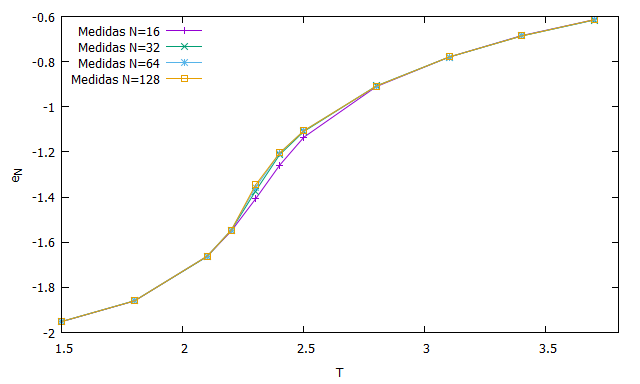 -0.6
-0.8
-1
-1.2
-1.4
-1.6
-1.8
-2
1.5
2
2.5
3
3.5
e_N
T
Medidas N=16
Medidas N=32
Medidas N=64
Medidas N=128